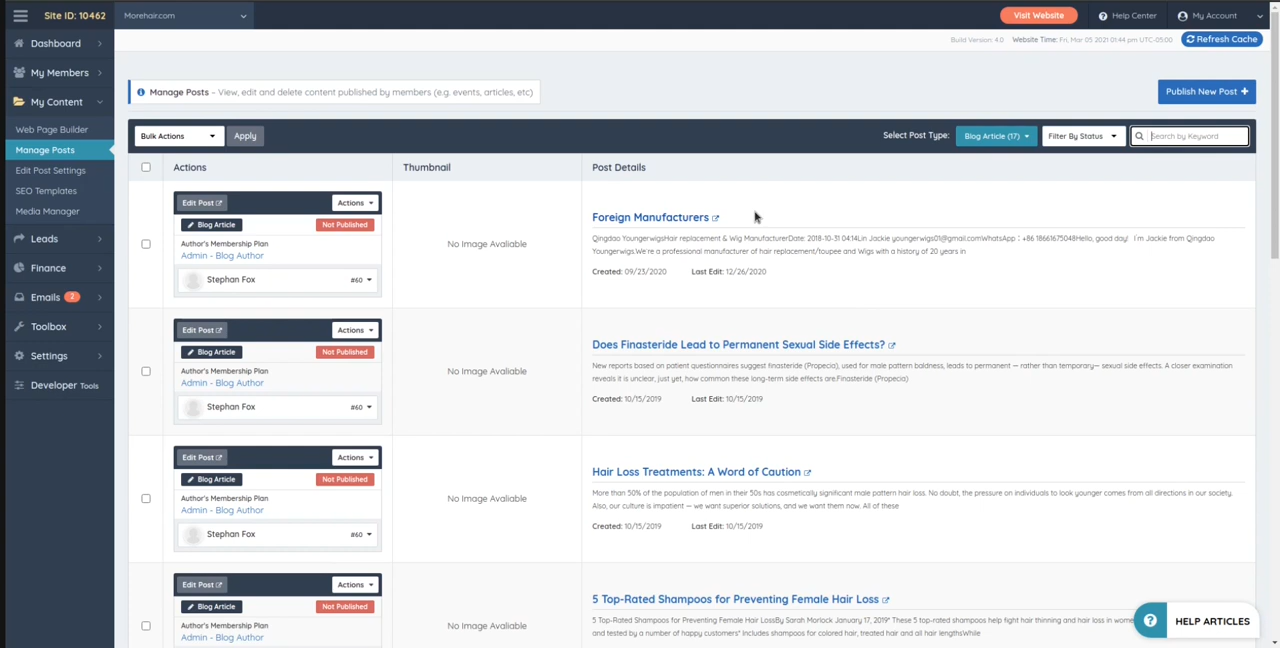 Site ID: 10462
Morehair.com
Visit Website
Help Center
My Account
Build Version: 4.0 Website Time: Fri, Mar 05 2021 01:44 pm UTC-05:00
Refresh Cache
Dashboard
My Members
My Content
Web Page Builder
Manage Posts
Edit Post Settings
SEO Templates
Media Manager
Leads
Finance
Emails 2
Toolbox
Settings
Developer Tools
Manage Posts - View, edit and delete content published by members (e.g. events, articles, etc)
Publish New Post +
Bulk Actions
Apply
Select Post Type:
Blog Article (17)
Filter By Status
Search by Keyword
Actions
Thumbnail
Post Details
Edit Post
Actions
Blog Article
Not Published
Author's Membership Plan
Admin - Blog Author
Stephan Fox
#60
No Image Avaliable
Foreign Manufacturers
Qingdao YoungerwigsHair replacement & Wig ManufacturerDate: 2018-10-31 04:14Lin Jackie youngerwigs01@gmail.comWhatsApp：+86 18661675048Hello, good day! I'm Jackie from Qingdao
Youngerwigs.We're a professional manufacturer of hair replacement/toupee and Wigs with a history of 20 years in
Created: 09/23/2020 Last Edit: 12/26/2020
Edit Post
Actions
Blog Article
Not Published
Author's Membership Plan
Admin - Blog Author
Stephan Fox
#60
No Image Avaliable
Does Finasteride Lead to Permanent Sexual Side Effects?
New reports based on patient questionnaires suggest finasteride (Propecia), used for male pattern baldness, leads to permanent — rather than temporary— sexual side effects. A closer examination
reveals it is unclear, just yet, how common these long-term side effects are.Finasteride (Propecia)
Created: 10/15/2019 Last Edit: 10/15/2019
Edit Post
Actions
Blog Article
Not Published
Author's Membership Plan
Admin - Blog Author
Stephan Fox
#60
No Image Avaliable
Hair Loss Treatments: A Word of Caution
More than 50% of the population of men in their 50s has cosmetically significant male pattern hair loss. No doubt, the pressure on individuals to look younger comes from all directions in our society.
Also, our culture is impatient — we want superior solutions, and we want them now. All of these
Created: 10/15/2019 Last Edit: 10/15/2019
Edit Post
Actions
Blog Article
Not Published
Author's Membership Plan
Admin - Blog Author
No Image Avaliable
5 Top-Rated Shampoos for Preventing Female Hair Loss
5 Top-Rated Shampoos for Preventing Female Hair LossBy Sarah Morlock January 17, 2019* These 5 top-rated shampoos help fight hair thinning and hair loss in
and tested by a number of happy customers* Includes shampoos for colored hair, treated hair and all hair lengthsWhile
? HELP ARTICLES